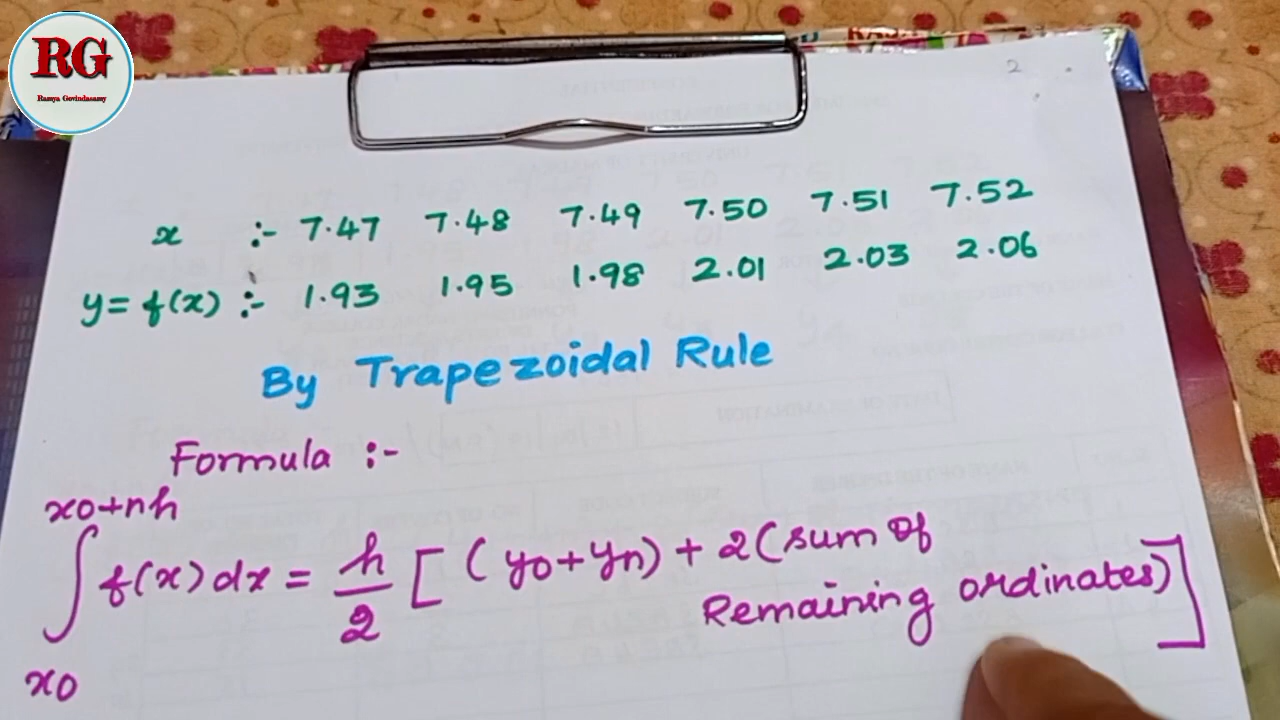 RG
Ramya Govindasamy
2
x :- 7.47 7.48 7.49 7.50 7.51 7.52
y = f(x) :- 1.93 1.95 1.98 2.01 2.03 2.06
By Trapezoidal Rule
Formula :-
x0+nh
∫ f(x) dx = h/2 [ (y0+yn) + 2 (sum of
Remaining ordinates) ]
x0